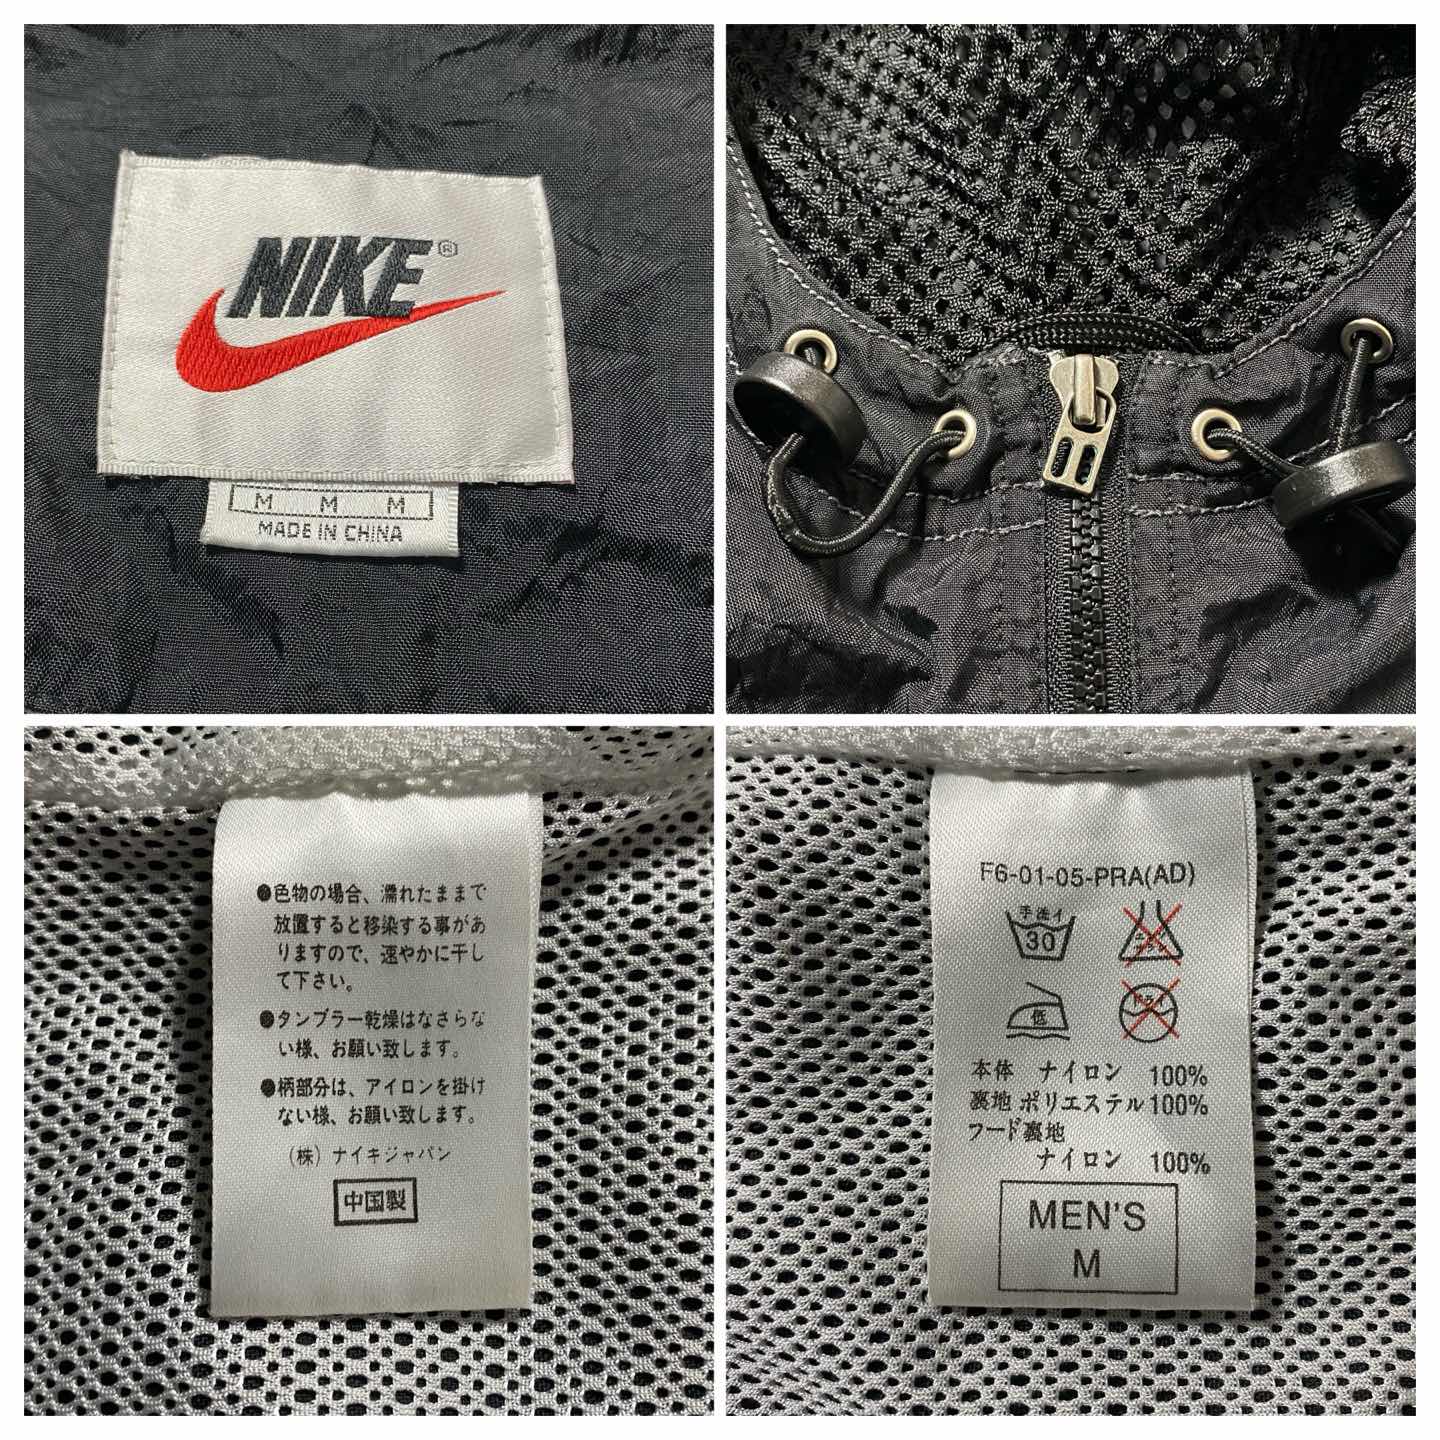 NIKE®
M M M
MADE IN CHINA
●色物の場合、濡れたままで
放置すると移染する事があ
りますので、速やかに干し
て下さい。
●タンブラー乾燥はなさらな
い様、お願い致します。
●柄部分は、アイロンを掛け
ない様、お願い致します。
(株)ナイキジャパン
中国製
F6-01-05-PRA(AD)
手洗イ
30
低
本体 ナイロン 100%
裏地 ポリエステル 100%
フード裏地
ナイロン 100%
MEN'S
M